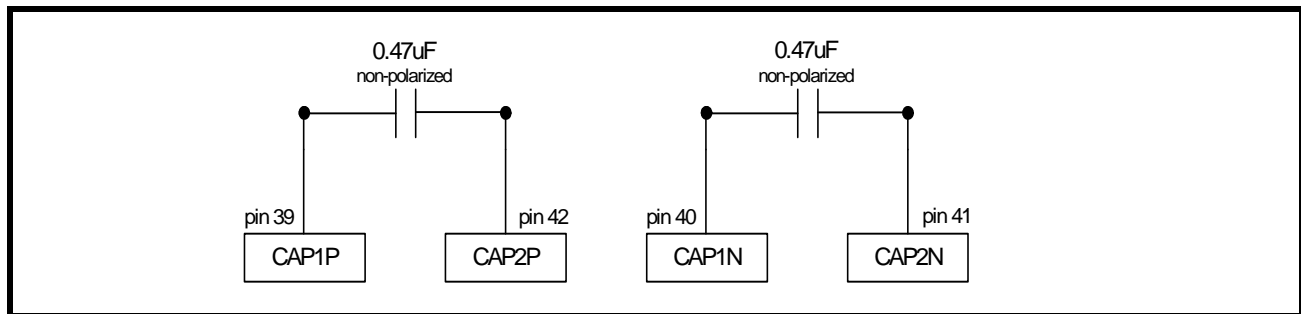 0.47uF
non-polarized
0.47uF
non-polarized
pin 39
pin 42
pin 40
pin 41
CAP1P
CAP2P
CAP1N
CAP2N